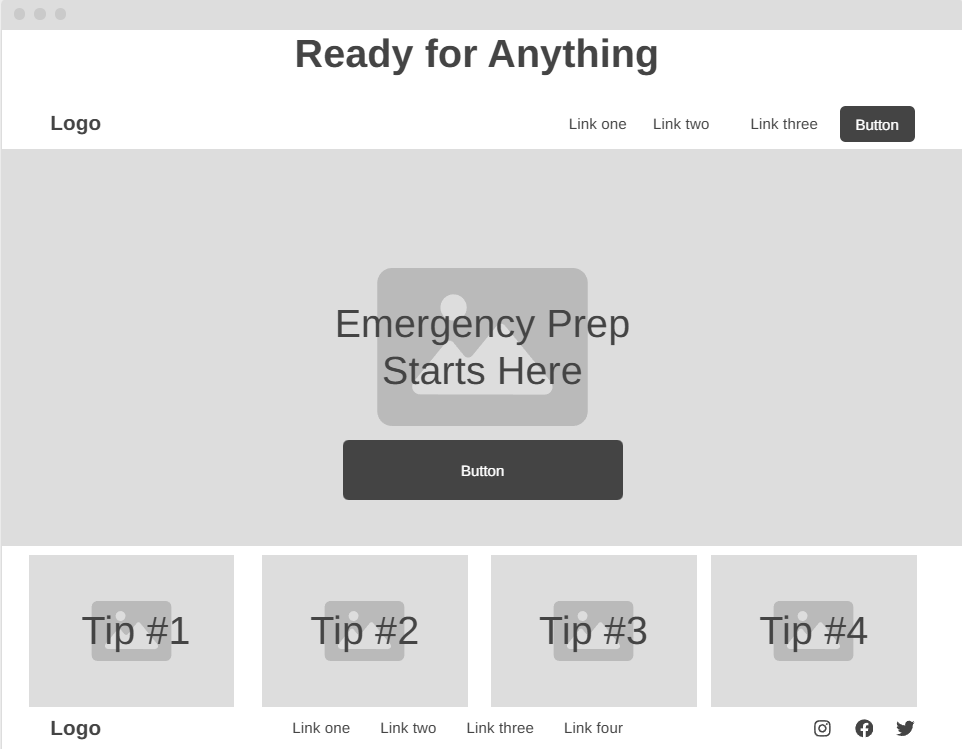 Ready for Anything
Logo Link one Link two Link three Button
Emergency Prep
Starts Here
Button
Tip #1 Tip #2 Tip #3 Tip #4
Logo Link one Link two Link three Link four